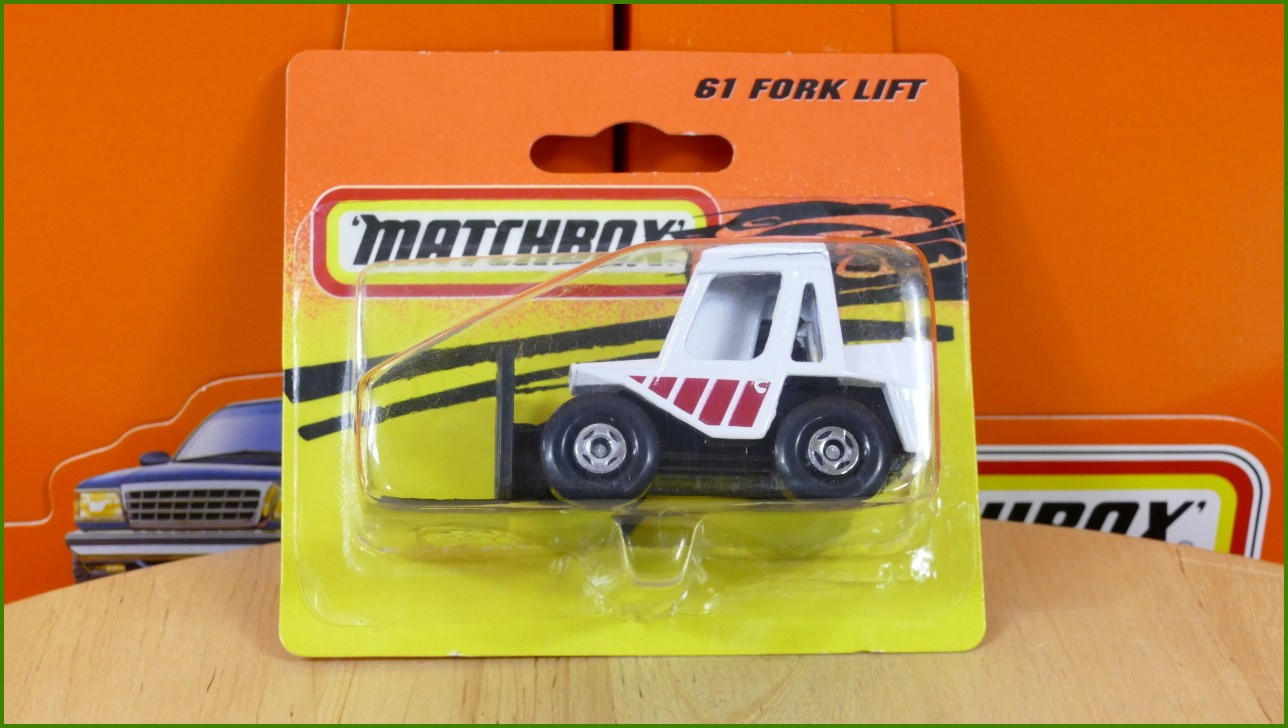 61 FORK LIFT
'MATCHBOX'
HBOX'